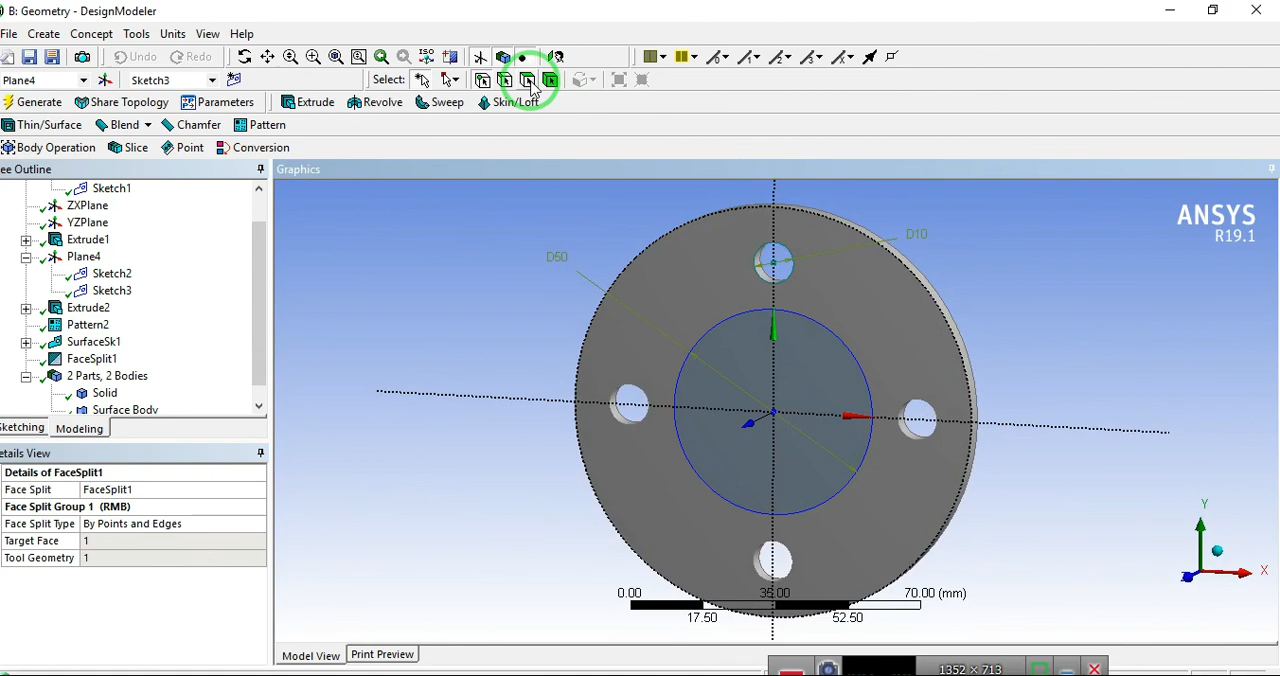 B: Geometry - DesignModeler
File Create Concept Tools Units View Help
Undo Redo
Plane4 Sketch3 Select:
Generate Share Topology Parameters Extrude Revolve Sweep Skin/Loft
Thin/Surface Blend Chamfer Pattern
Body Operation Slice Point Conversion
ee Outline
Sketch1
ZXPlane
YZPlane
Extrude1
Plane4
Sketch2
Sketch3
Extrude2
Pattern2
SurfaceSk1
FaceSplit1
2 Parts, 2 Bodies
Solid
Surface Body
Sketching Modeling
etails View
Details of FaceSplit1
Face Split FaceSplit1
Face Split Group 1 (RMB)
Face Split Type By Points and Edges
Target Face 1
Tool Geometry 1
Graphics
ANSYS
R19.1
D50
D10
0.00 35.00 70.00 (mm)
17.50 52.50
Y
X
Model View Print Preview
1352 × 713